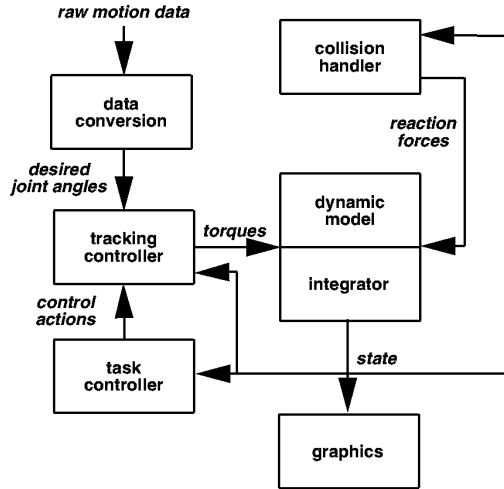 raw motion data
data
conversion
desired
joint angles
tracking
controller
control
actions
task
controller
torques
collision
handler
reaction
forces
dynamic
model
integrator
state
graphics